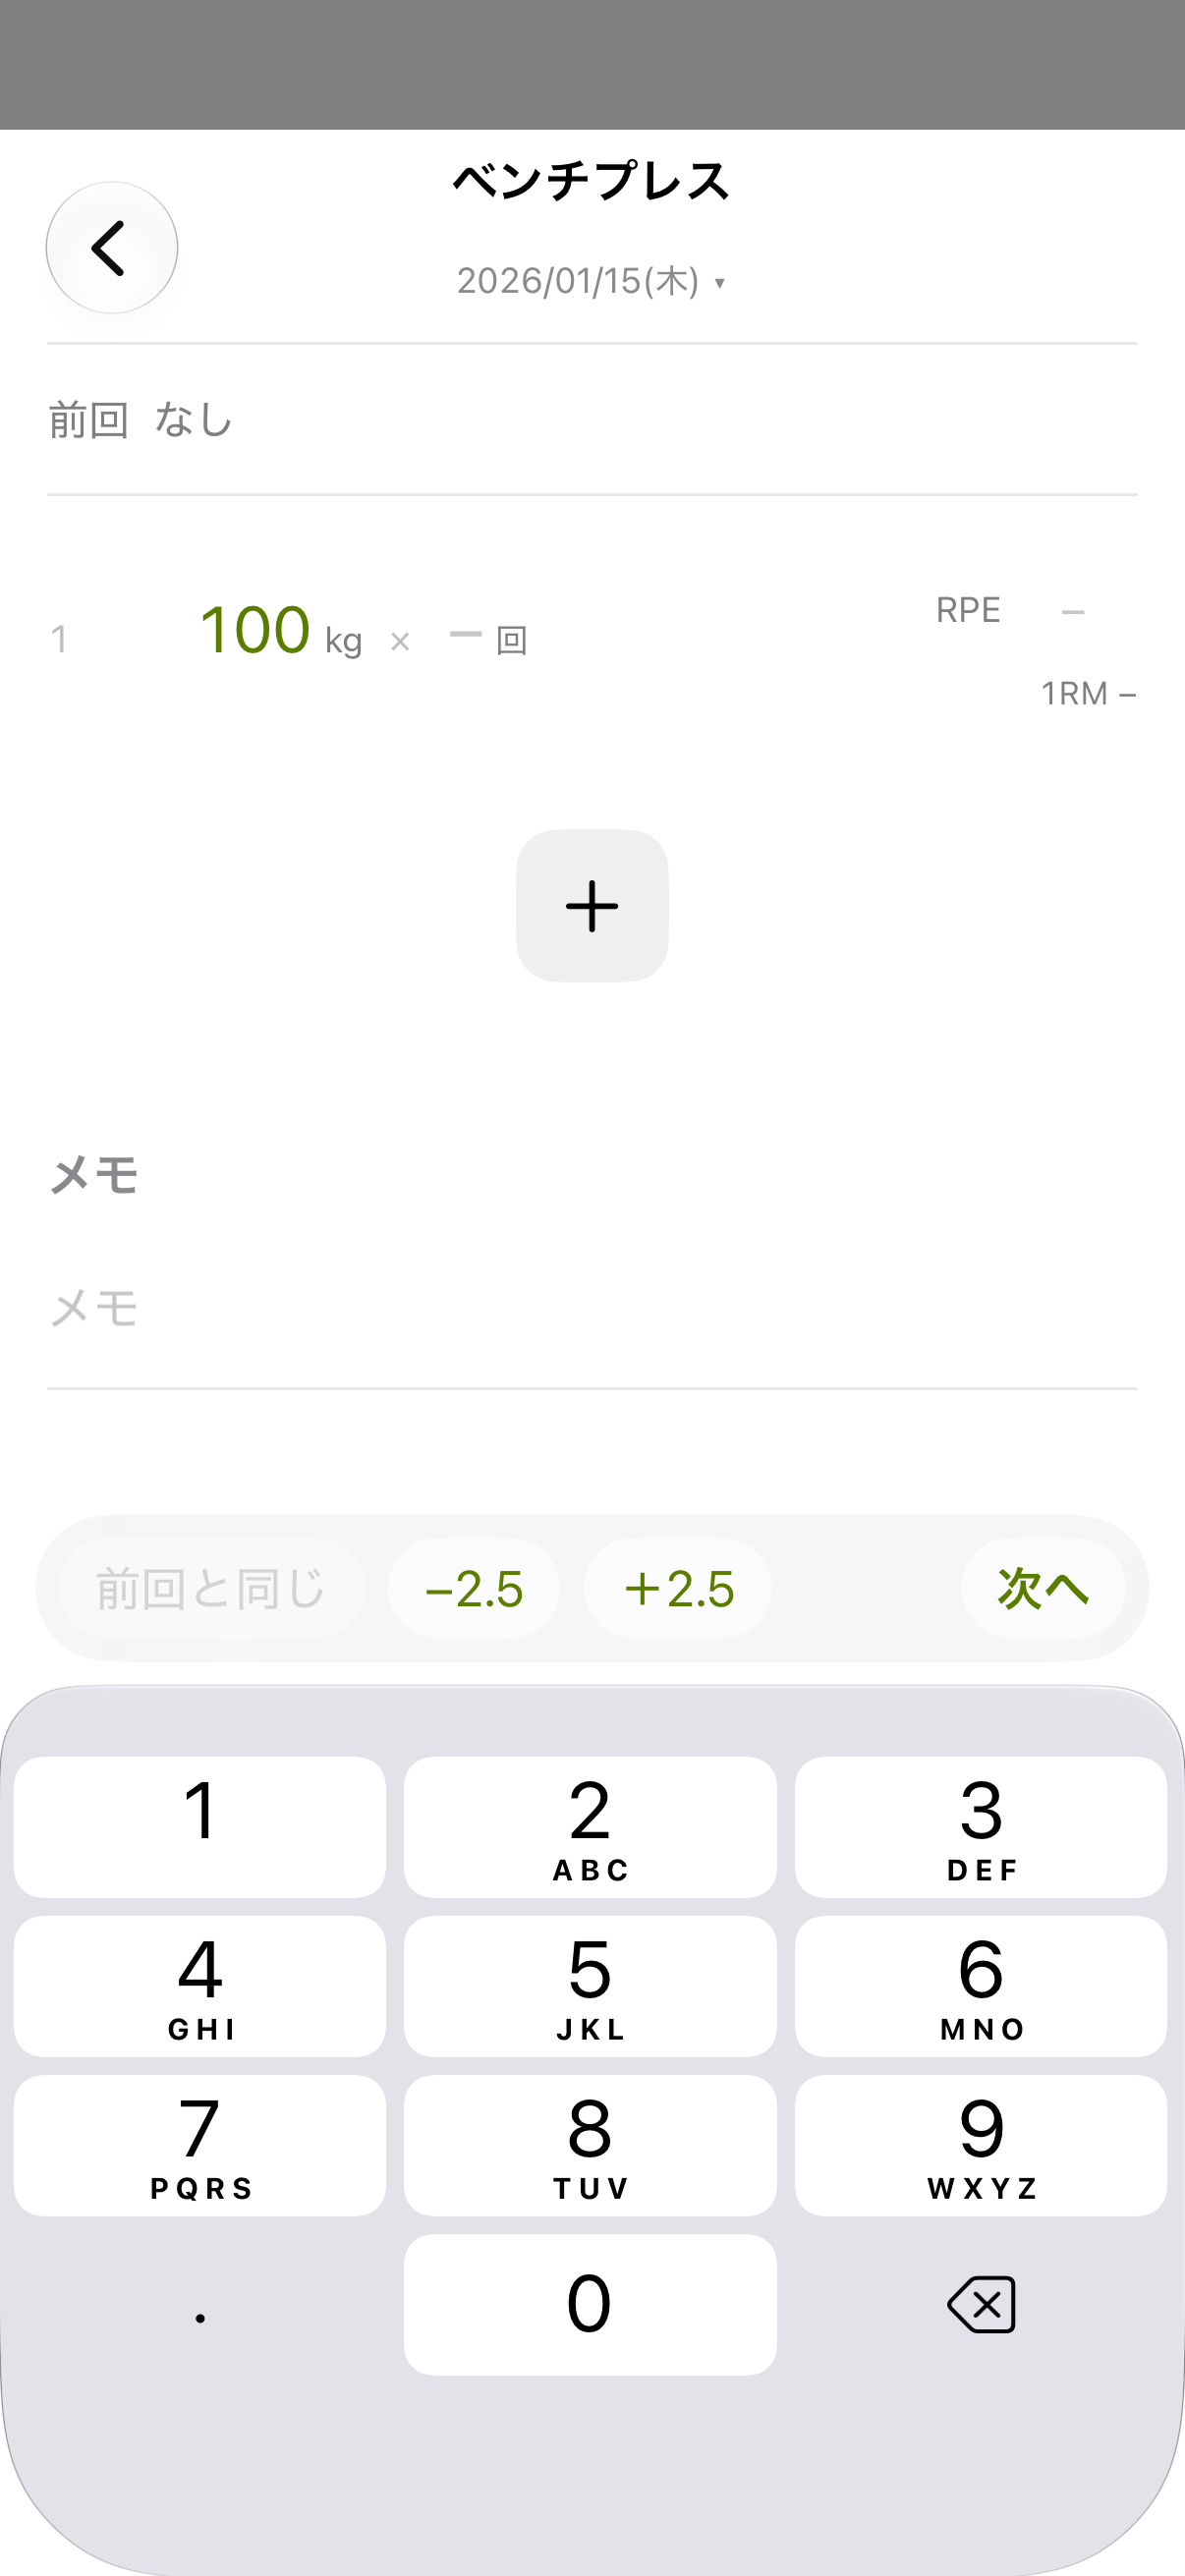 ベンチプレス
2026/01/15(木) ▾
前回 なし
1 100 kg × – 回 RPE –
1RM –
+
メモ
メモ
前回と同じ –2.5 +2.5 次へ
1 2 3
ABC DEF
4 5 6
GHI JKL MNO
7 8 9
PQRS TUV WXYZ
. 0